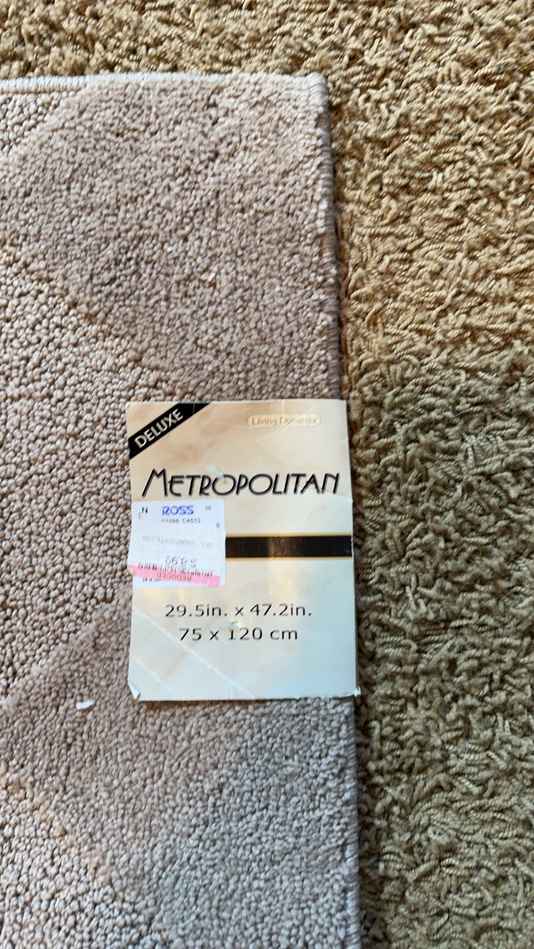 DELUXE
Living Dynamix
METROPOLITAN
N ROSS
29.5in. x 47.2in.
75 x 120 cm